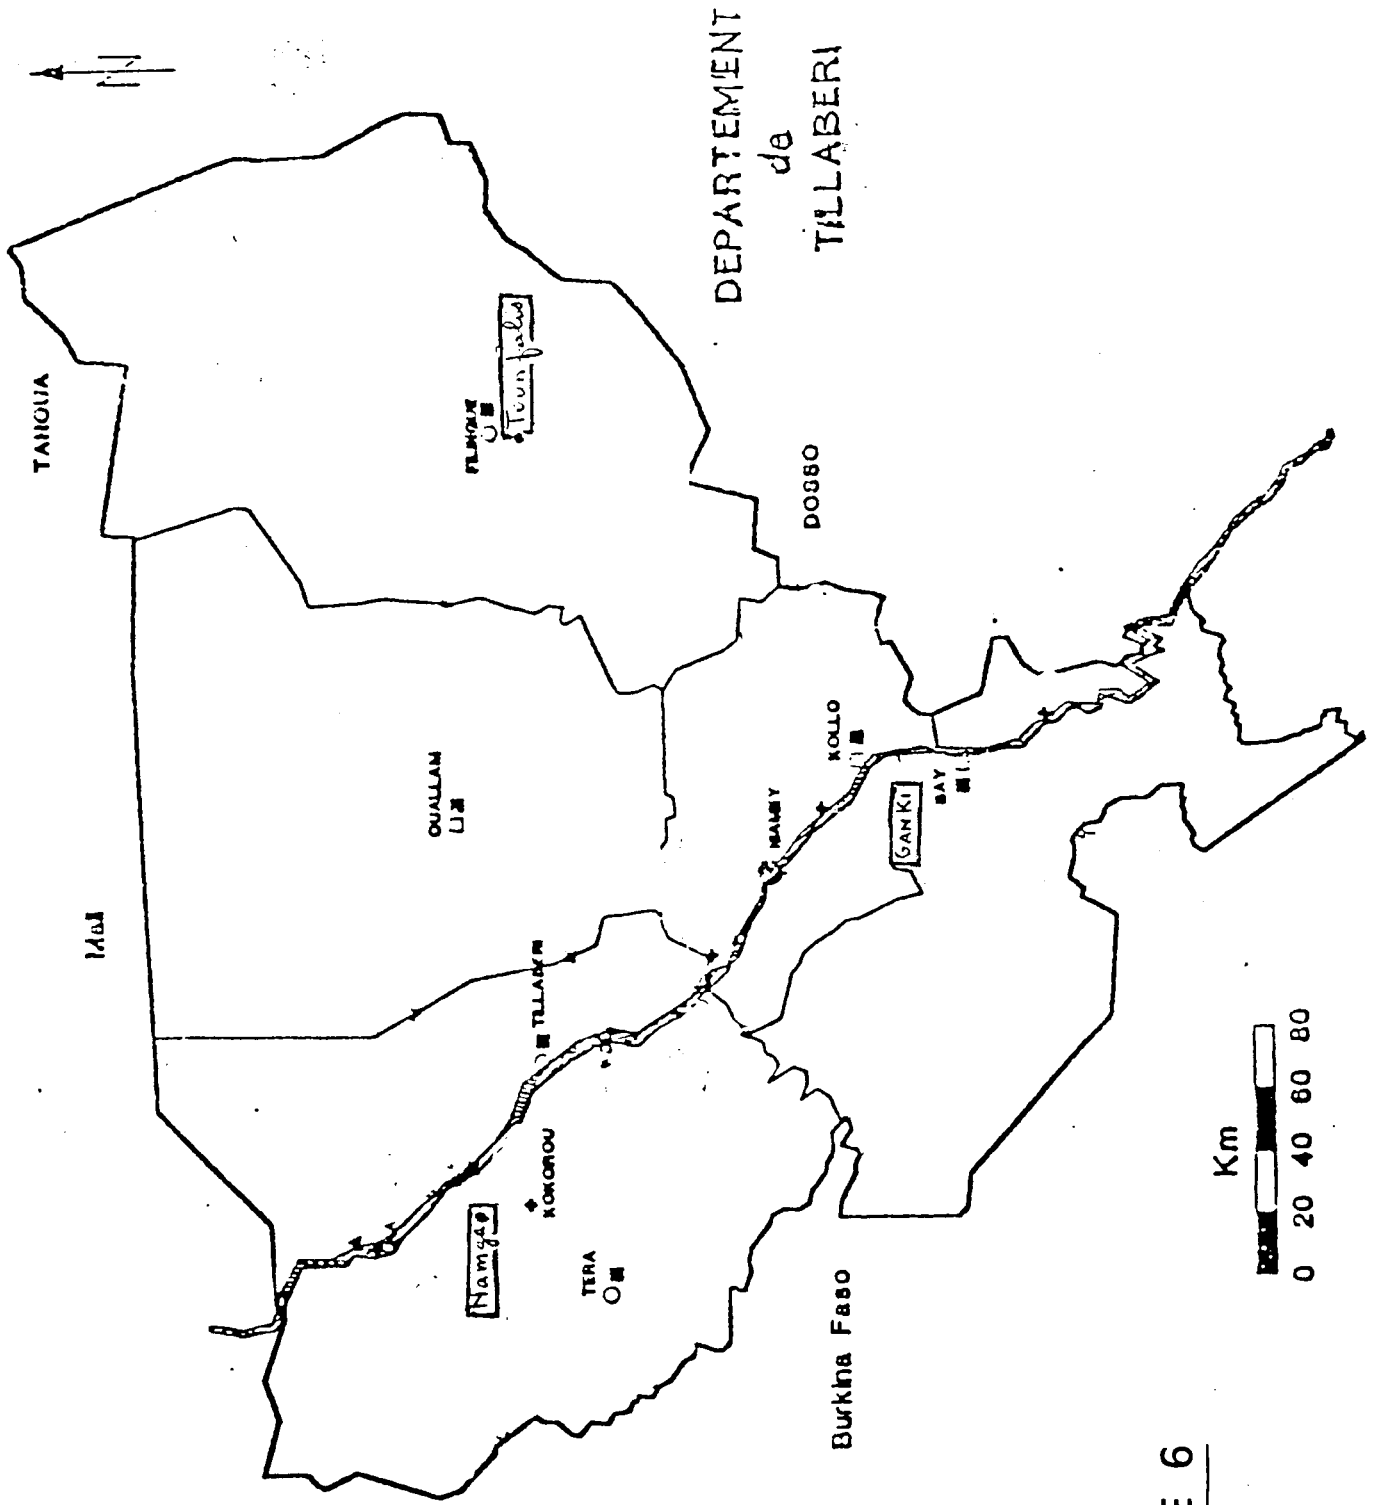 N
DEPARTEMENT
de
TILLABERI
TAHOUA
FILINGUE
Mali
OUALLAM
DOSSO
TILLABERI
NIAMEY
KOLLO
GANKI
SAY
Namga
KOKOROU
TERA
Burkina Faso
Km
0 20 40 60 80
E 6